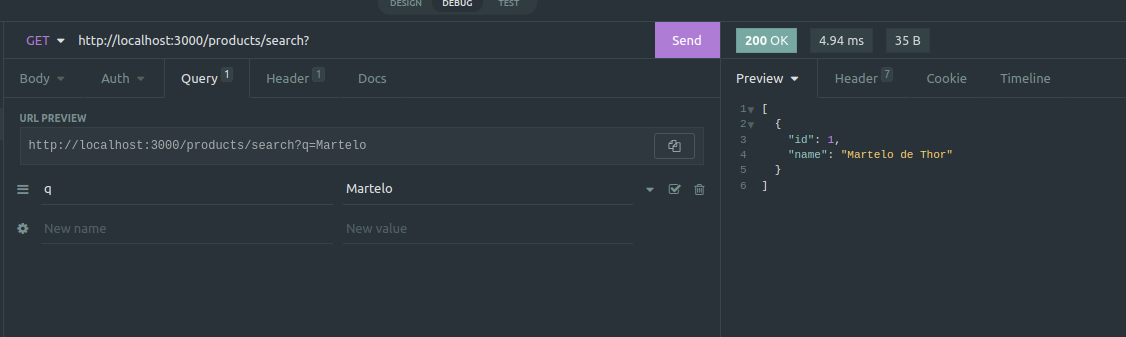 DESIGN DEBUG TEST
GET http://localhost:3000/products/search? Send 200 OK 4.94 ms 35 B
Body Auth Query 1 Header 1 Docs Preview Header 7 Cookie Timeline
URL PREVIEW
http://localhost:3000/products/search?q=Martelo
q Martelo
New name New value
1 [
2 {
3 "id": 1,
4 "name": "Martelo de Thor"
5 }
6 ]